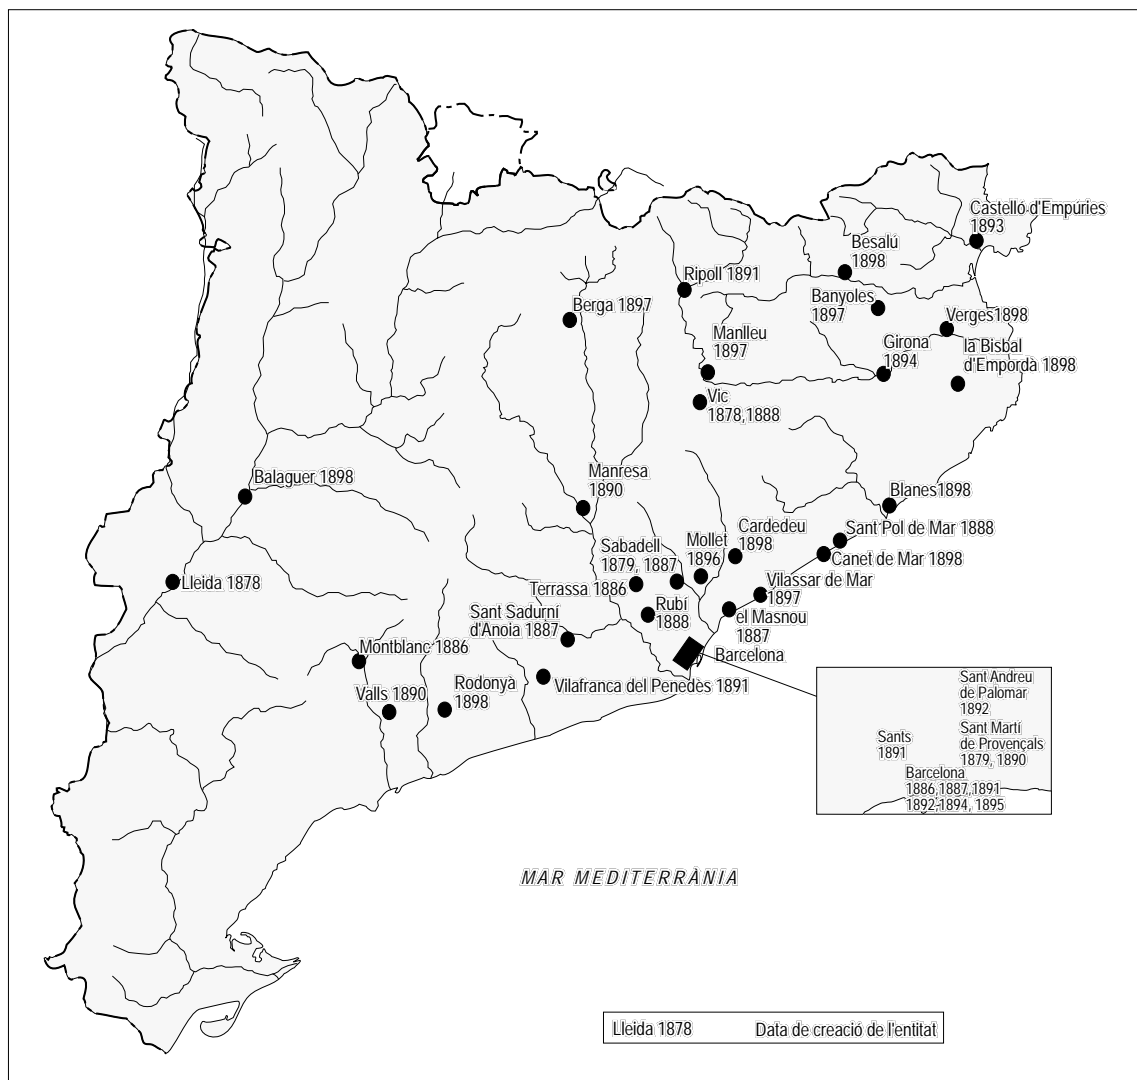 Castelló d'Empúries
1893
Besalú
1898
Ripoll 1891
Banyoles
1897
Berga 1897
Verges1898
Manlleu
1897
Girona
1894
la Bisbal
d'Empordà 1898
Vic
1878,1888
Balaguer 1898
Manresa
1890
Blanes1898
Cardedeu
1898
Sant Pol de Mar 1888
Mollet
1896
Canet de Mar 1898
Sabadell
1879, 1887
Lleida 1878
Terrassa 1886
Vilassar de Mar
1897
Rubí
1888
el Masnou
1887
Sant Sadurní
d'Anoia 1887
Montblanc 1886
Barcelona
Vilafranca del Penedès 1891
Valls 1890
Rodonyà
1898
Sant Andreu
de Palomar
1892
Sants
1891
Sant Martí
de Provençals
1879, 1890
Barcelona
1886,1887,1891
1892,1894, 1895
MAR MEDITERRÀNIA
Lleida 1878 Data de creació de l'entitat